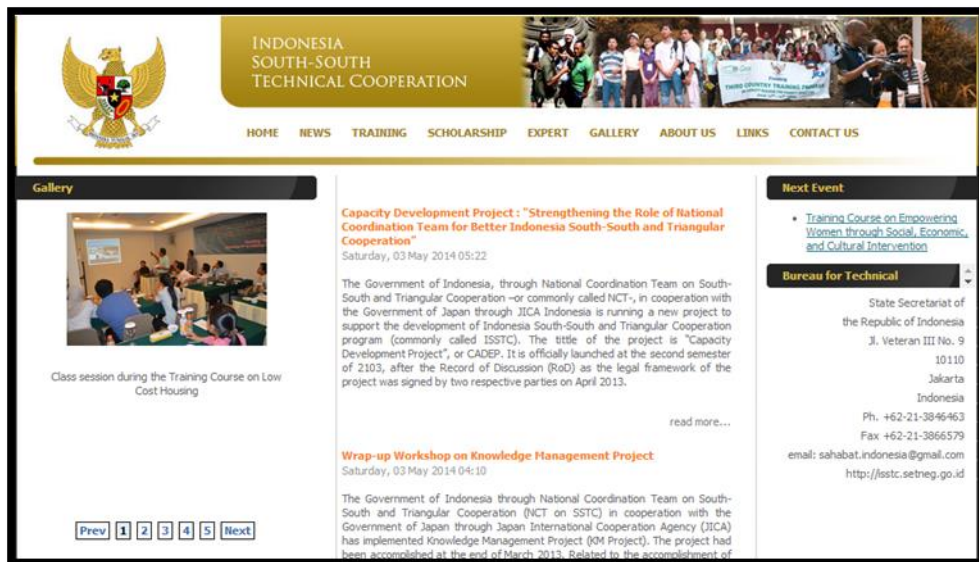 INDONESIA
SOUTH-SOUTH
TECHNICAL COOPERATION
HOME NEWS TRAINING SCHOLARSHIP EXPERT GALLERY ABOUT US LINKS CONTACT US
Gallery
Class session during the Training Course on Low
Cost Housing
Prev 1 2 3 4 5 Next
Capacity Development Project : "Strengthening the Role of National
Coordination Team for Better Indonesia South-South and Triangular
Cooperation"
Saturday, 03 May 2014 05:22
The Government of Indonesia, through National Coordination Team on South-
South and Triangular Cooperation –or commonly called NCT-, in cooperation with
the Government of Japan through JICA Indonesia is running a new project to
support the development of Indonesia South-South and Triangular Cooperation
program (commonly called ISSTC). The tittle of the project is "Capacity
Development Project", or CADEP. It is officially launched at the second semester
of 2103, after the Record of Discussion (RoD) as the legal framework of the
project was signed by two respective parties on April 2013.
read more...
Wrap-up Workshop on Knowledge Management Project
Saturday, 03 May 2014 04:10
The Government of Indonesia through National Coordination Team on South-
South and Triangular Cooperation (NCT on SSTC) in cooperation with the
Government of Japan through Japan International Cooperation Agency (JICA)
has implemented Knowledge Management Project (KM Project). The project had
been accomplished at the end of March 2013. Related to the accomplishment of
Next Event
Training Course on Empowering
Women through Social, Economic,
and Cultural Intervention
Bureau for Technical
State Secretariat of
the Republic of Indonesia
Jl. Veteran III No. 9
10110
Jakarta
Indonesia
Ph. +62-21-3846463
Fax +62-21-3866579
email: sahabat.indonesia@gmail.com
http://isstc.setneg.go.id